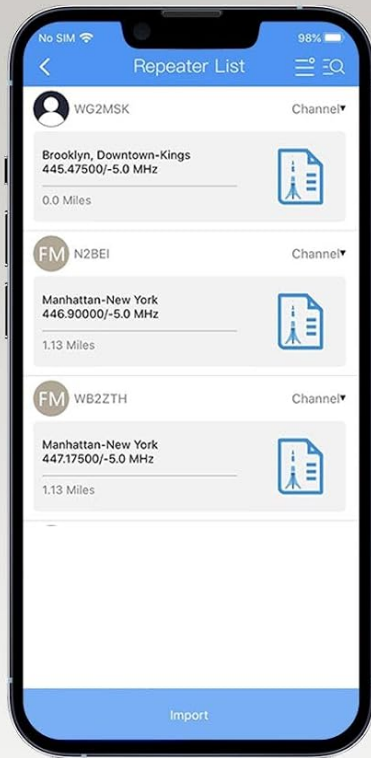 No SIM 98%
Repeater List
WG2MSK Channel▾
Brooklyn, Downtown-Kings
445.47500/-5.0 MHz
0.0 Miles
FM N2BEI Channel▾
Manhattan-New York
446.90000/-5.0 MHz
1.13 Miles
FM WB2ZTH Channel▾
Manhattan-New York
447.17500/-5.0 MHz
1.13 Miles
Import